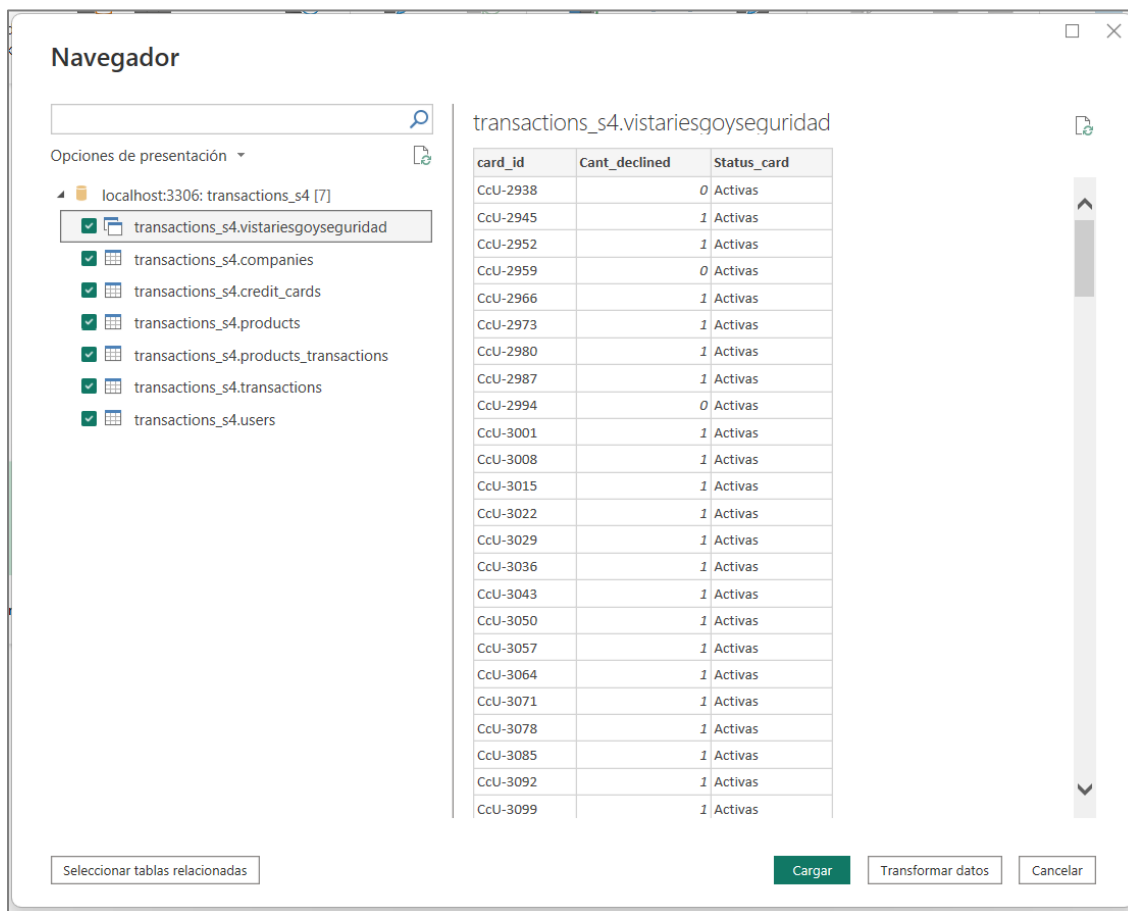 Navegador
Opciones de presentación
localhost:3306: transactions_s4 [7]
transactions_s4.vistariesgoyseguridad
transactions_s4.companies
transactions_s4.credit_cards
transactions_s4.products
transactions_s4.products_transactions
transactions_s4.transactions
transactions_s4.users
transactions_s4.vistariesgoyseguridad
card_id Cant_declined Status_card
CcU-2938 0 Activas
CcU-2945 1 Activas
CcU-2952 1 Activas
CcU-2959 0 Activas
CcU-2966 1 Activas
CcU-2973 1 Activas
CcU-2980 1 Activas
CcU-2987 1 Activas
CcU-2994 0 Activas
CcU-3001 1 Activas
CcU-3008 1 Activas
CcU-3015 1 Activas
CcU-3022 1 Activas
CcU-3029 1 Activas
CcU-3036 1 Activas
CcU-3043 1 Activas
CcU-3050 1 Activas
CcU-3057 1 Activas
CcU-3064 1 Activas
CcU-3071 1 Activas
CcU-3078 1 Activas
CcU-3085 1 Activas
CcU-3092 1 Activas
CcU-3099 1 Activas
Seleccionar tablas relacionadas
Cargar
Transformar datos
Cancelar